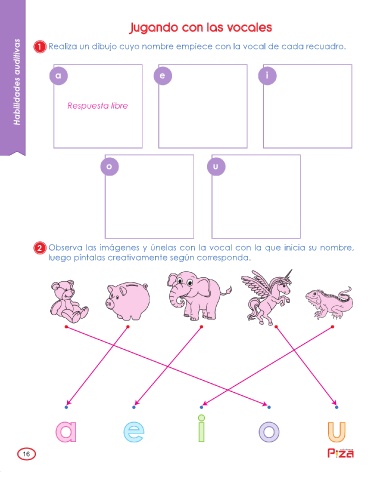 Jugando con las vocales
Habilidades auditivas
1 Realiza un dibujo cuyo nombre empiece con la vocal de cada recuadro.
a e i
Respuesta libre
o u
2 Observa las imágenes y únelas con la vocal con la que inicia su nombre,
luego píntalas creativamente según corresponda.
a e i o u
16
Piza